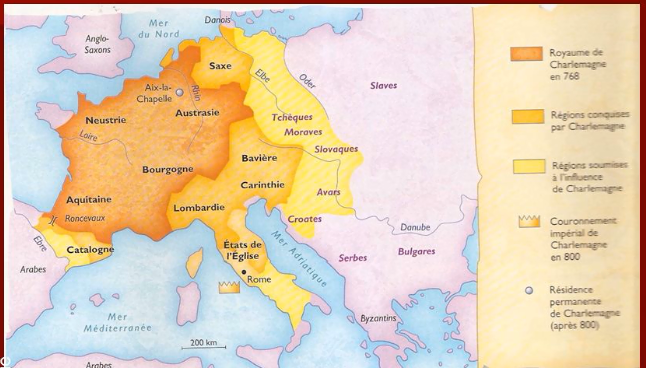 Mer
du Nord
Danois
Anglo-
Saxons
Saxe
Elbe
Oder
Slaves
Aix-la-
Chapelle
Rhin
Neustrie
Austrasie
Tchèques
Moraves
Loire
Slovaques
Bavière
Bourgogne
Carinthie
Avars
Aquitaine
Lombardie
Roncevaux
Croates
Danube
Ebre
Catalogne
États de
l'Église
Mer Adriatique
Serbes
Bulgares
Arabes
Rome
Mer
Méditerranée
Byzantins
200 km
Arabes
Royaume de
Charlemagne
en 768
Régions conquises
par Charlemagne
Régions soumises
à l'influence
de Charlemagne
Couronnement
impérial de
Charlemagne
en 800
Résidence
permanente
de Charlemagne
(après 800)